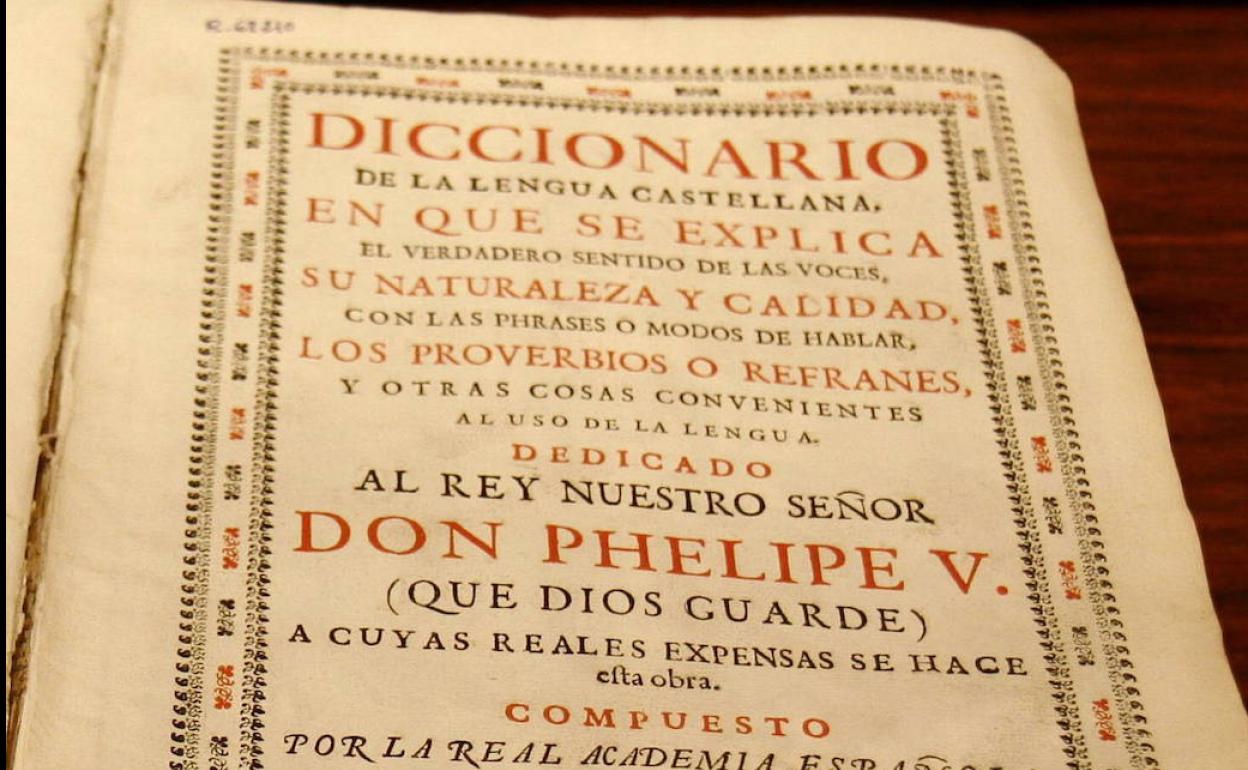 R-62210
DICCIONARIO
DE LA LENGUA CASTELLANA,
EN QUE SE EXPLICA
EL VERDADERO SENTIDO DE LAS VOCES,
SU NATURALEZA Y CALIDAD,
CON LAS PHRASES O MODOS DE HABLAR,
LOS PROVERBIOS O REFRANES,
Y OTRAS COSAS CONVENIENTES
AL USO DE LA LENGUA.
DEDICADO
AL REY NUESTRO SEÑOR
DON PHELIPE V.
(QUE DIOS GUARDE)
A CUYAS REALES EXPENSAS SE HACE
eſta obra.
COMPUESTO
POR LA REAL ACADEMIA ESPAÑOL